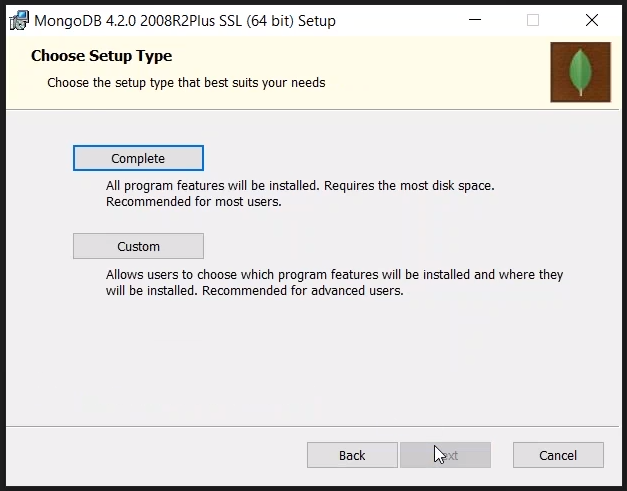 MongoDB 4.2.0 2008R2Plus SSL (64 bit) Setup
Choose Setup Type
Choose the setup type that best suits your needs
Complete
All program features will be installed. Requires the most disk space.
Recommended for most users.
Custom
Allows users to choose which program features will be installed and where they
will be installed. Recommended for advanced users.
Back
Next
Cancel